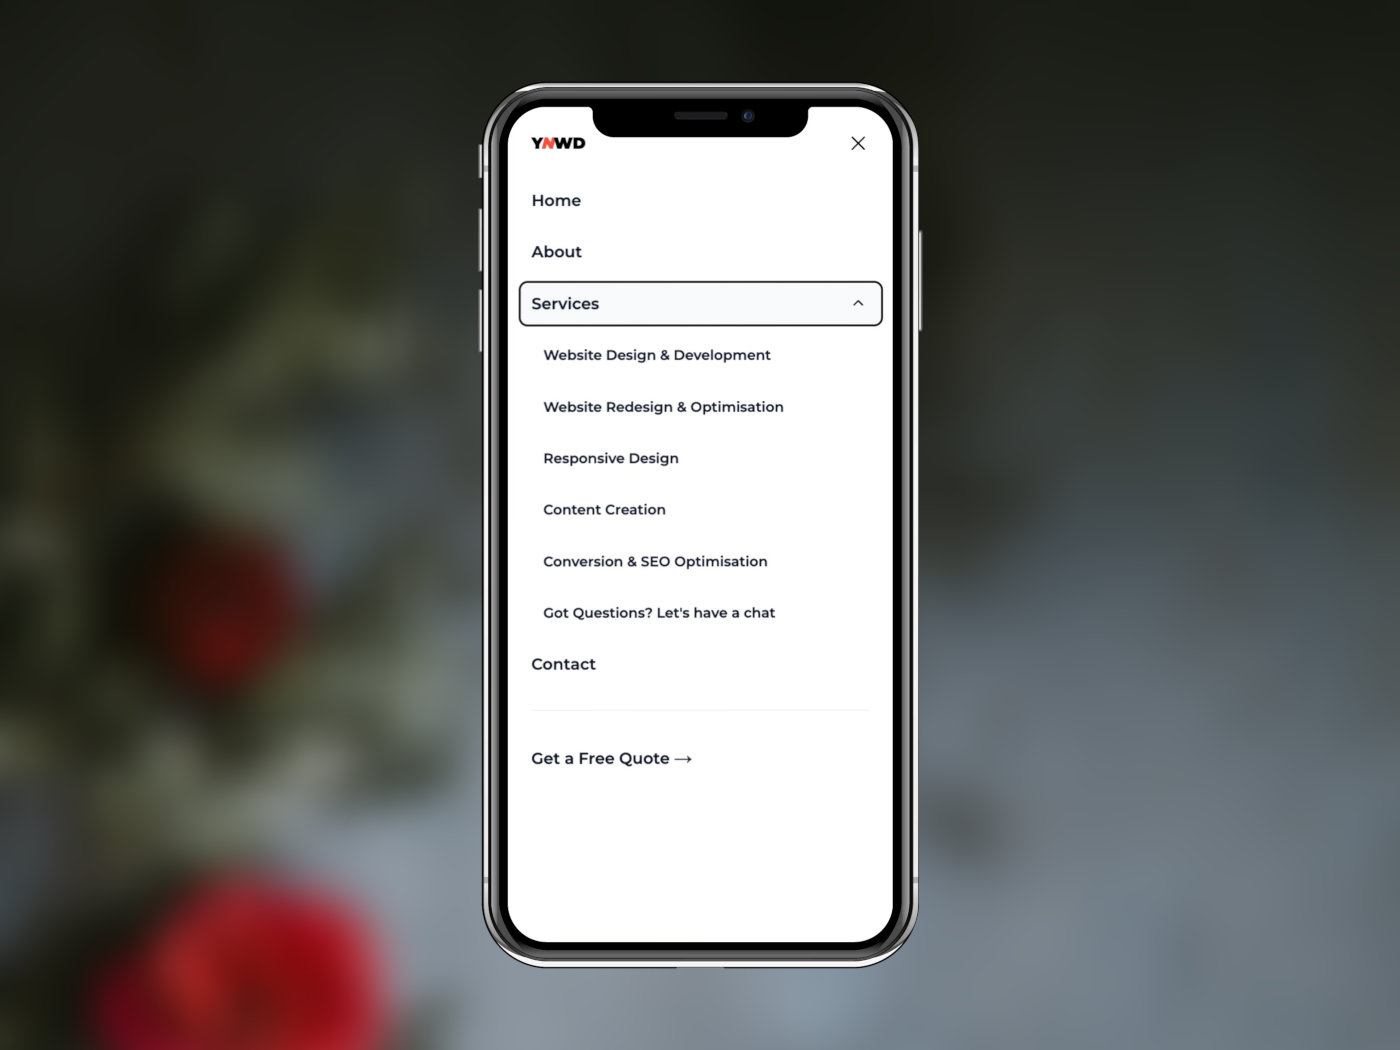 YNWD
Home
About
Services
Website Design & Development
Website Redesign & Optimisation
Responsive Design
Content Creation
Conversion & SEO Optimisation
Got Questions? Let's have a chat
Contact
Get a Free Quote →